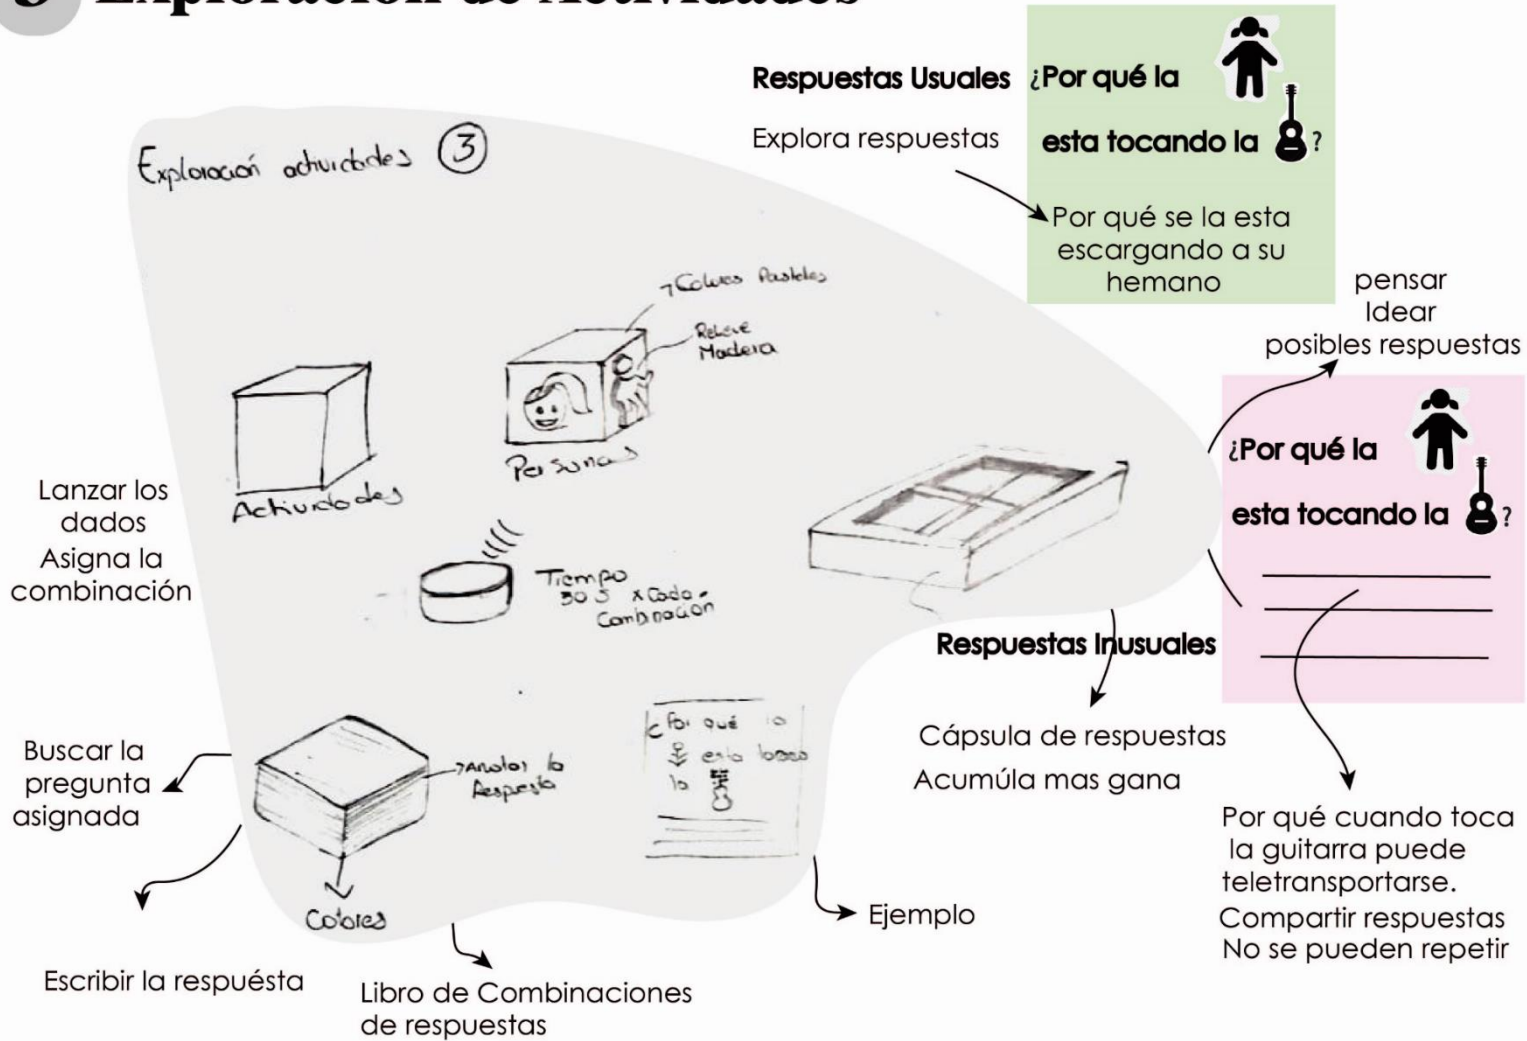 3 Exploración de Actividades
Respuestas Usuales
Explora respuestas
¿Por qué la
esta tocando la ?
Por qué se la esta
escargando a su
hemano
Exploración actividades 3
Colores Pasteles
Relieve
Madera
Actividades
Personas
Tiempo
30 S x Cada
Combinación
Lanzar los
dados
Asigna la
combinación
pensar
Idear
posibles respuestas
¿Por qué la
esta tocando la ?
Respuestas Inusuales
Cápsula de respuestas
Acumúla mas gana
Por qué cuando toca
la guitarra puede
teletransportarse.
Compartir respuestas
No se pueden repetir
Buscar la
pregunta
asignada
Anotar la
Respuesta
¿Por qué la
esta
la
Colores
Ejemplo
Escribir la respuésta
Libro de Combinaciones
de respuestas